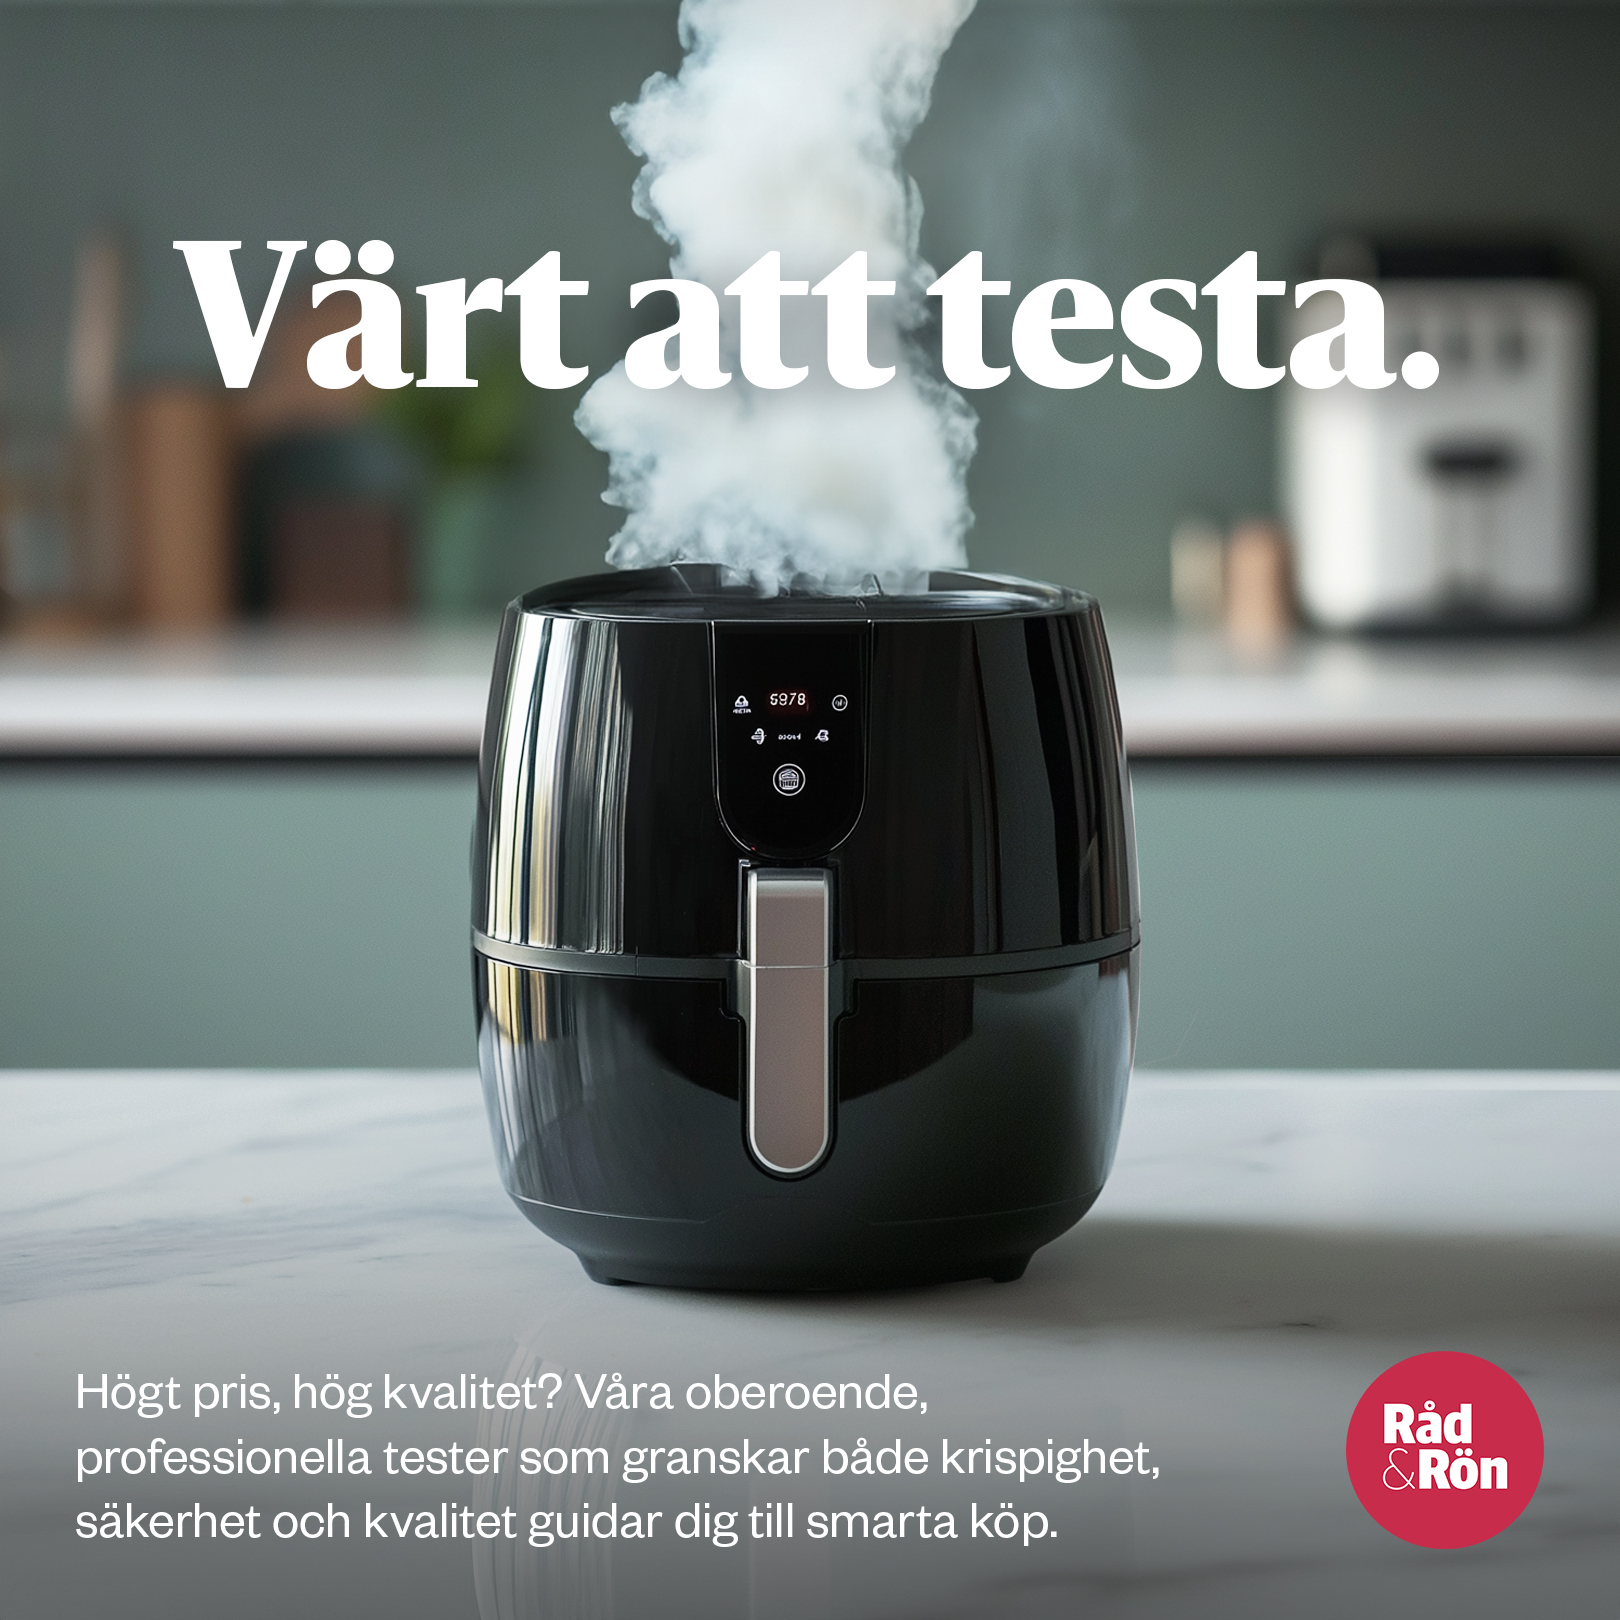 Värt att testa.
5978
Högt pris, hög kvalitet? Våra oberoende,
professionella tester som granskar både krispighet,
säkerhet och kvalitet guidar dig till smarta köp.
Råd
&Rön